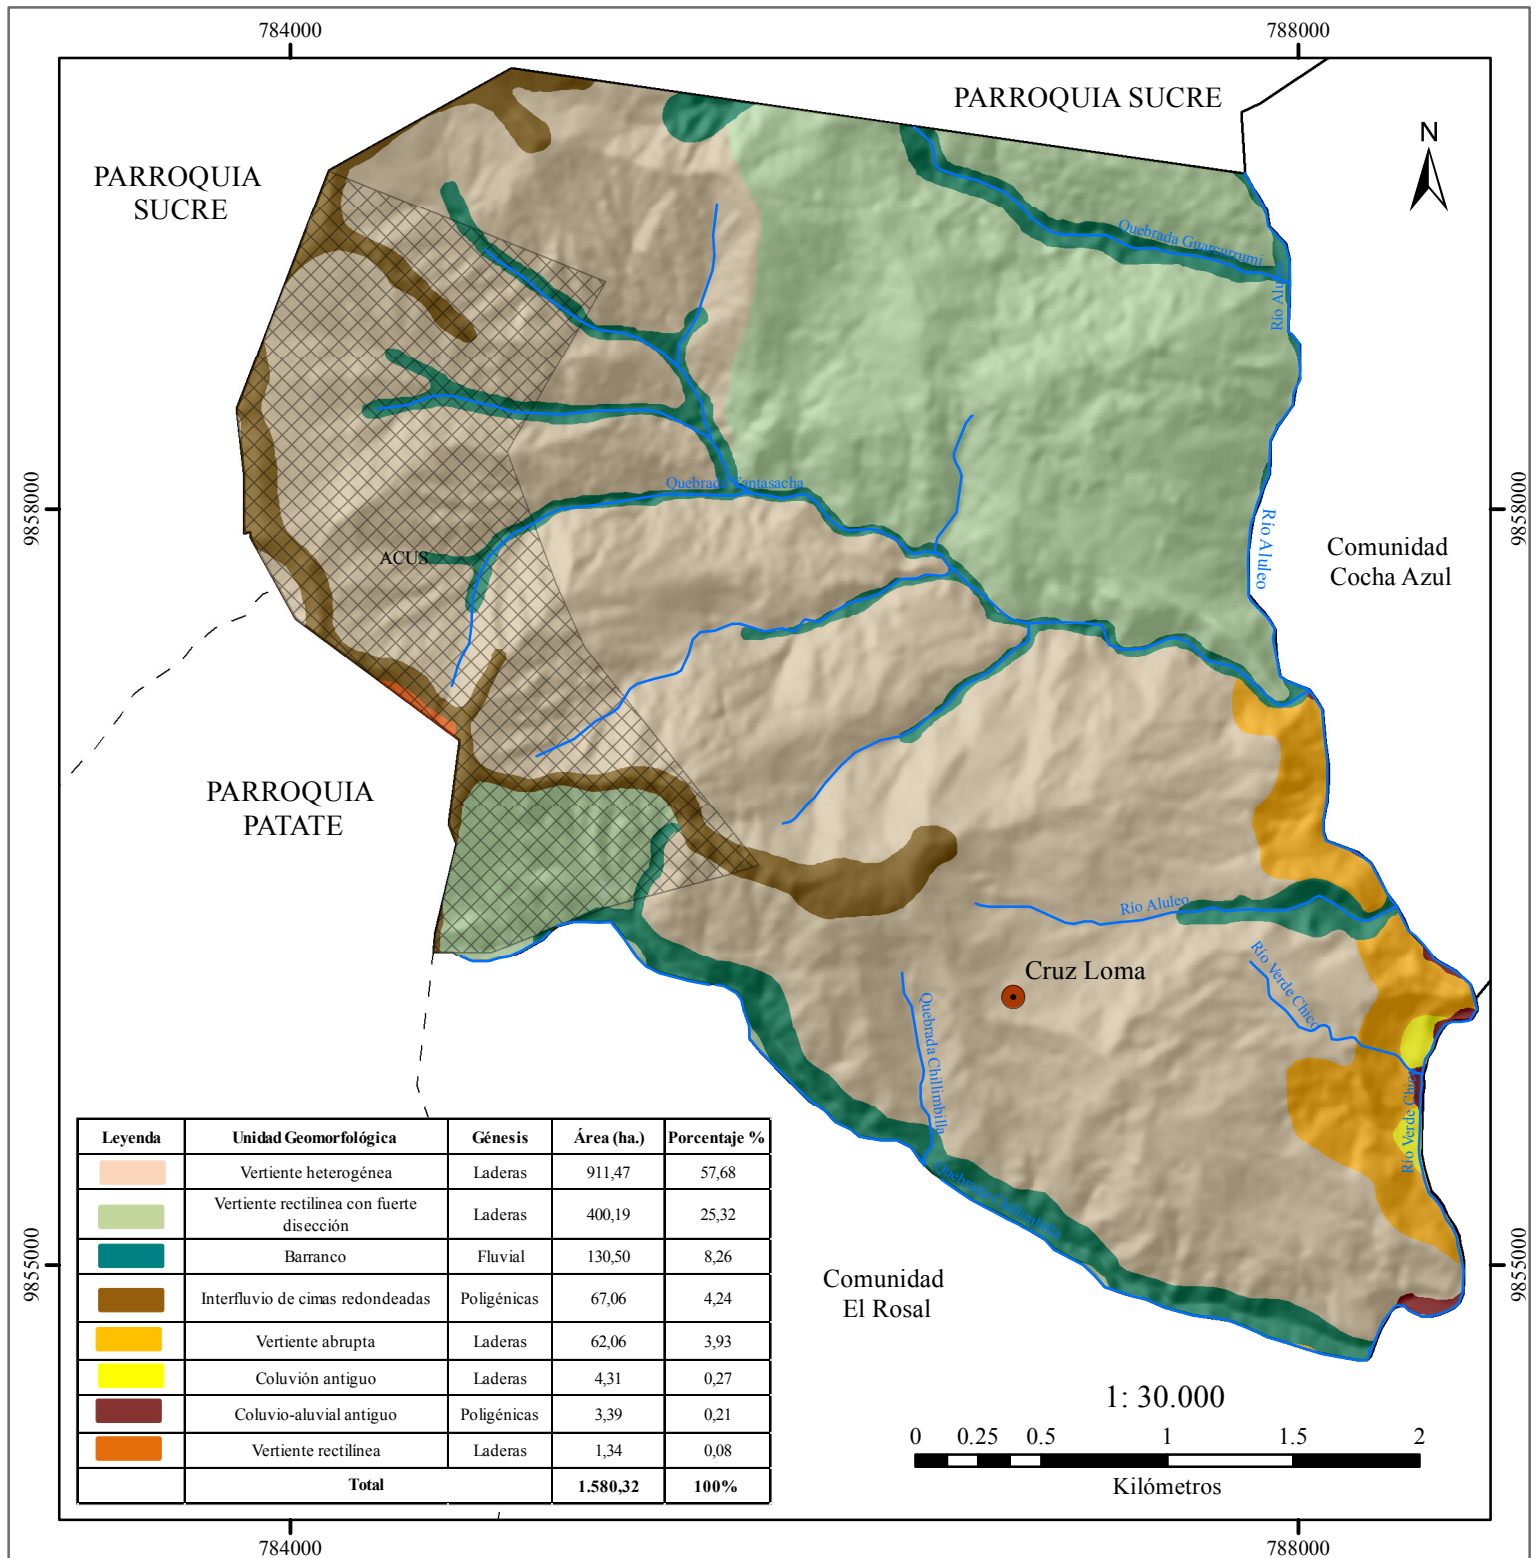 784000
788000
PARROQUIA SUCRE
N
PARROQUIA
SUCRE
Quebrada Guarcurrumi
Río Aluleo
Quebrada Yantasacha
9858000
9858000
Río Aluleo
Comunidad
Cocha Azul
ACUS
PARROQUIA
PATATE
Río Aluleo
Río Verde Chico
Cruz Loma
Quebrada Chillimbilla
Río Verde Chico
Quebrada Chillimbilla
9855000
9855000
Comunidad
El Rosal
Leyenda Unidad Geomorfológica Génesis Área (ha.) Porcentaje %
Vertiente heterogénea Laderas 911,47 57,68
Vertiente rectilinea con fuerte
disección Laderas 400,19 25,32
Barranco Fluvial 130,50 8,26
Interfluvio de cimas redondeadas Poligénicas 67,06 4,24
Vertiente abrupta Laderas 62,06 3,93
Coluvión antiguo Laderas 4,31 0,27
Coluvio-aluvial antiguo Poligénicas 3,39 0,21
Vertiente rectilínea Laderas 1,34 0,08
Total 1.580,32 100%
1: 30.000
0 0.25 0.5 1 1.5 2
Kilómetros
784000
788000